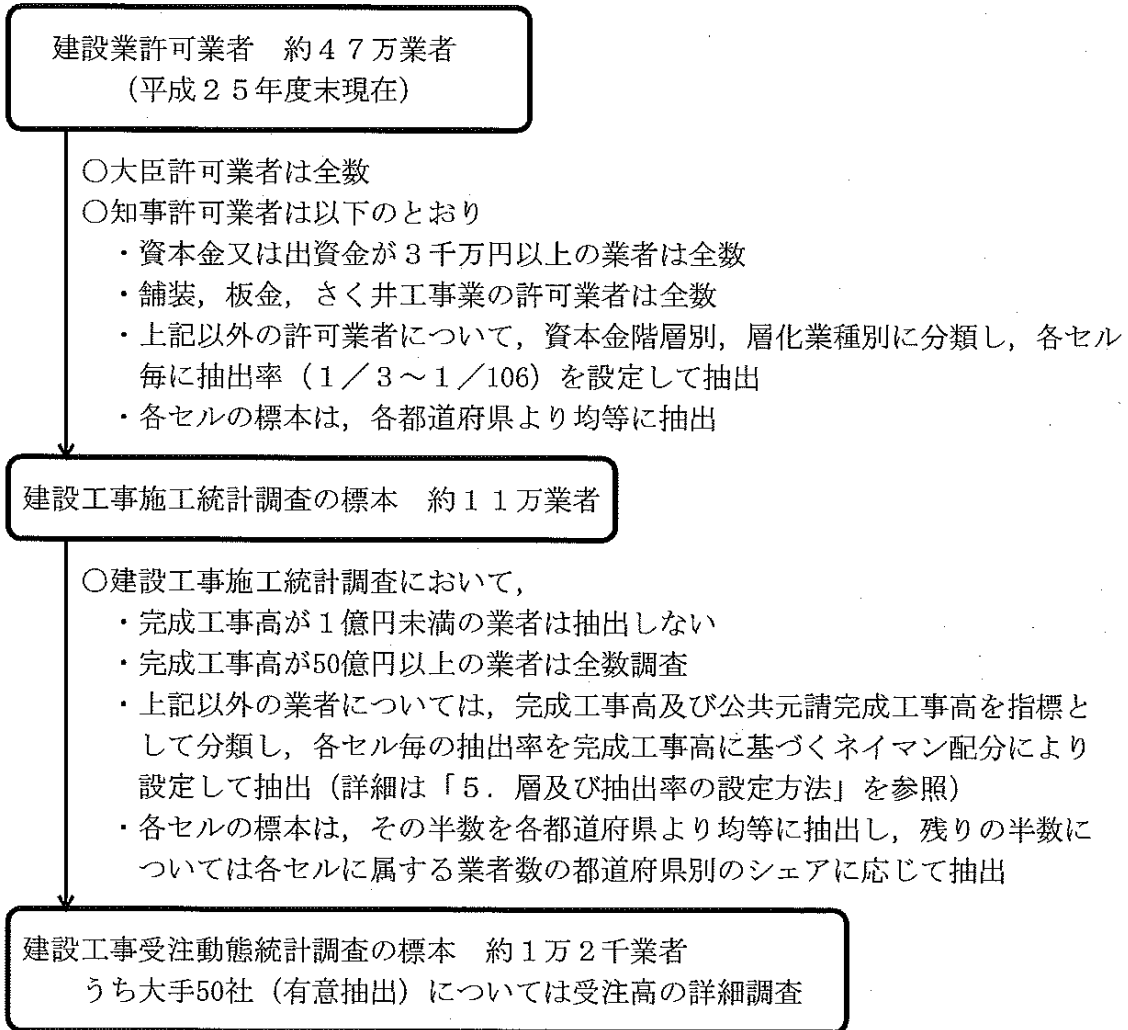 建設業許可業者　約４７万業者
（平成２５年度末現在）
○大臣許可業者は全数
○知事許可業者は以下のとおり
・資本金又は出資金が３千万円以上の業者は全数
・舗装，板金，さく井工事業の許可業者は全数
・上記以外の許可業者について，資本金階層別，層化業種別に分類し，各セル
毎に抽出率（１／３～１／106）を設定して抽出
・各セルの標本は，各都道府県より均等に抽出
建設工事施工統計調査の標本　約１１万業者
○建設工事施工統計調査において，
・完成工事高が１億円未満の業者は抽出しない
・完成工事高が50億円以上の業者は全数調査
・上記以外の業者については，完成工事高及び公共元請完成工事高を指標と
して分類し，各セル毎の抽出率を完成工事高に基づくネイマン配分により
設定して抽出（詳細は「５．層及び抽出率の設定方法」を参照）
・各セルの標本は，その半数を各都道府県より均等に抽出し，残りの半数に
ついては各セルに属する業者数の都道府県別のシェアに応じて抽出
建設工事受注動態統計調査の標本　約１万２千業者
うち大手50社（有意抽出）については受注高の詳細調査